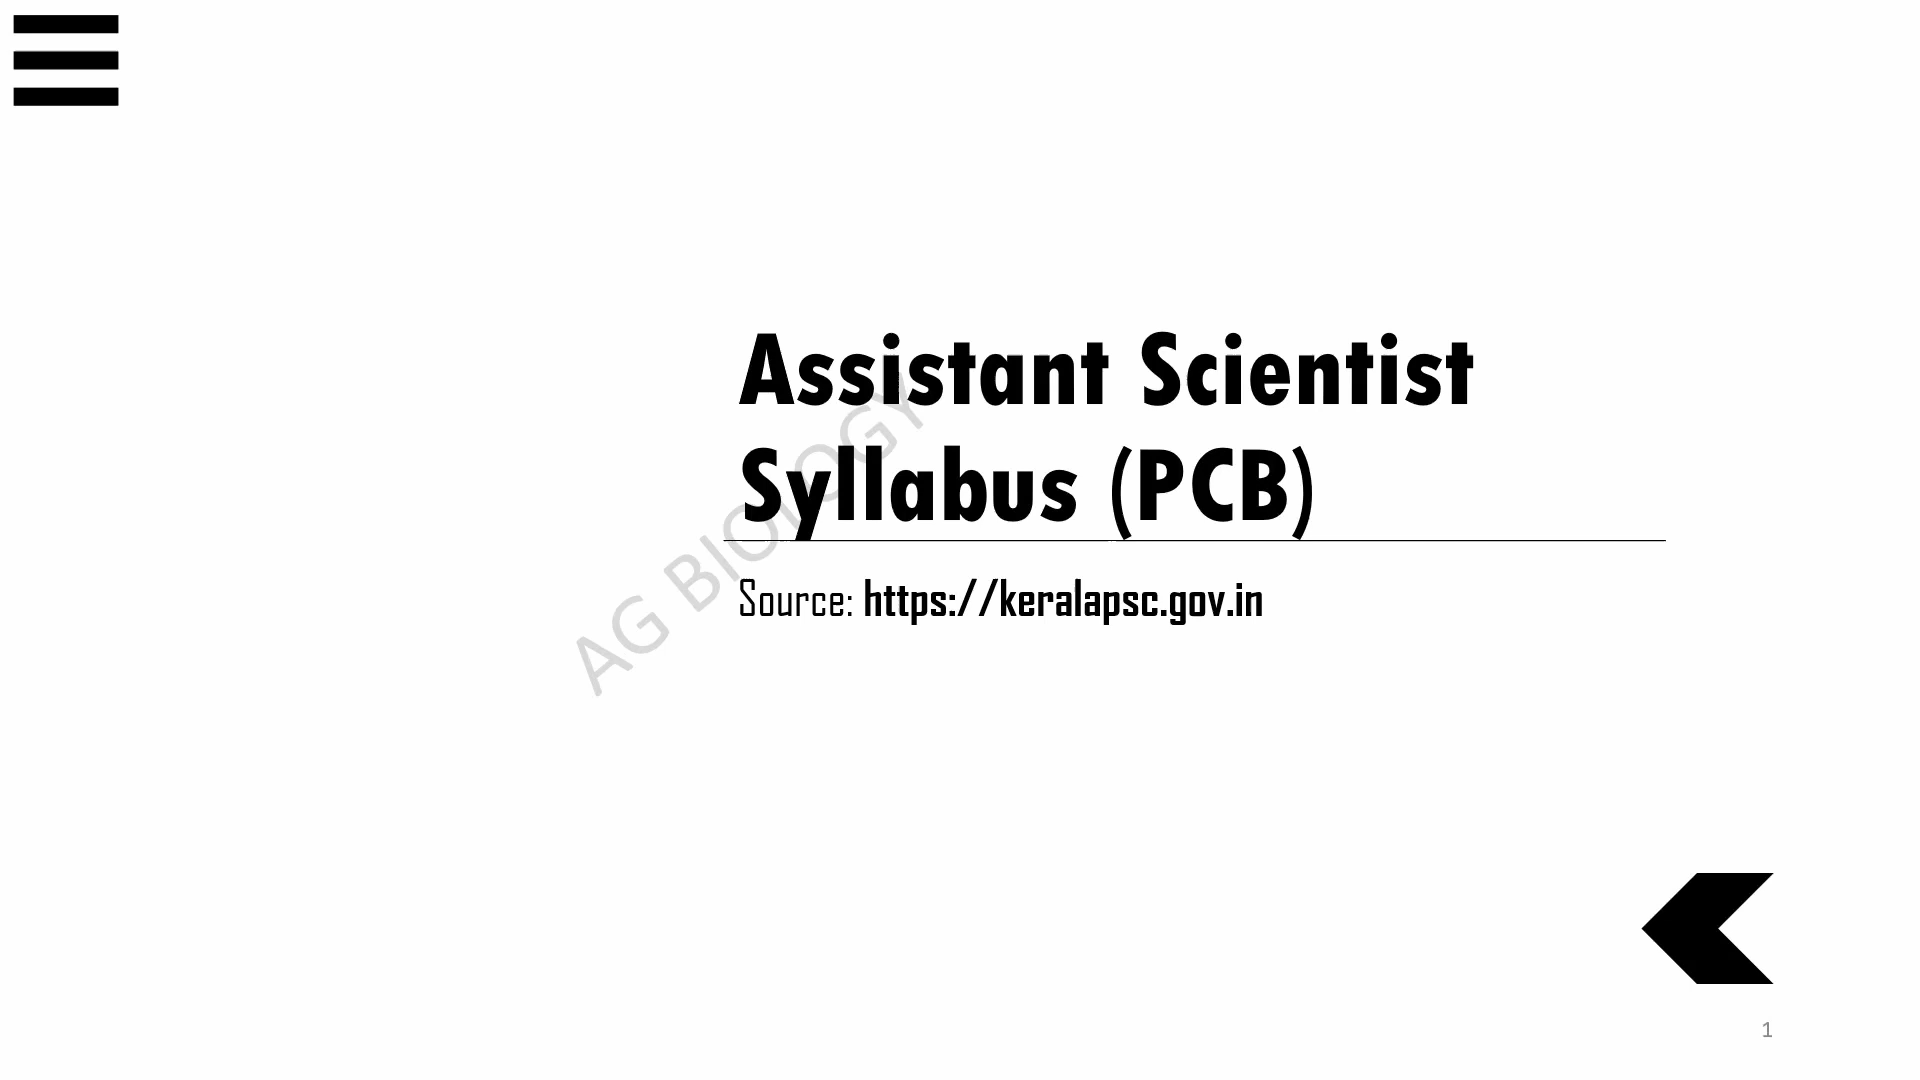 Assistant Scientist
Syllabus (PCB)
Source: https://keralapsc.gov.in
AG BIOLOGY
1